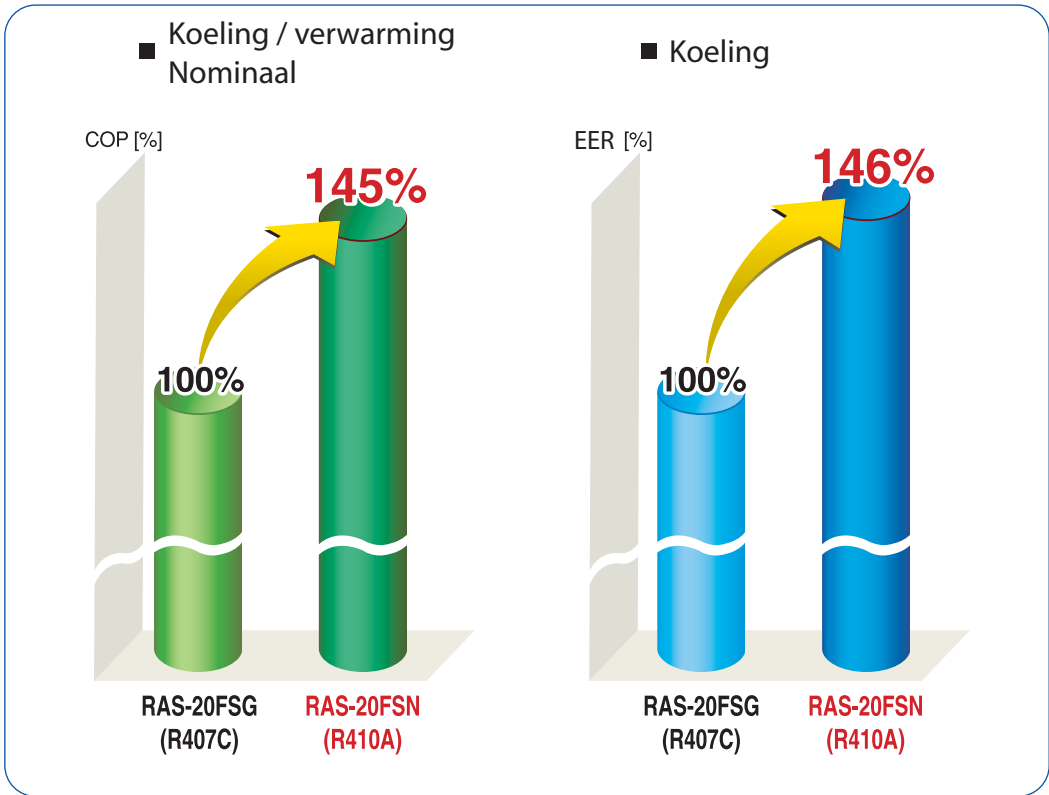 ■ Koeling / verwarming
Nominaal
COP [%]
145%
100%
RAS-20FSG
(R407C)
RAS-20FSN
(R410A)
■ Koeling
EER [%]
146%
100%
RAS-20FSG
(R407C)
RAS-20FSN
(R410A)